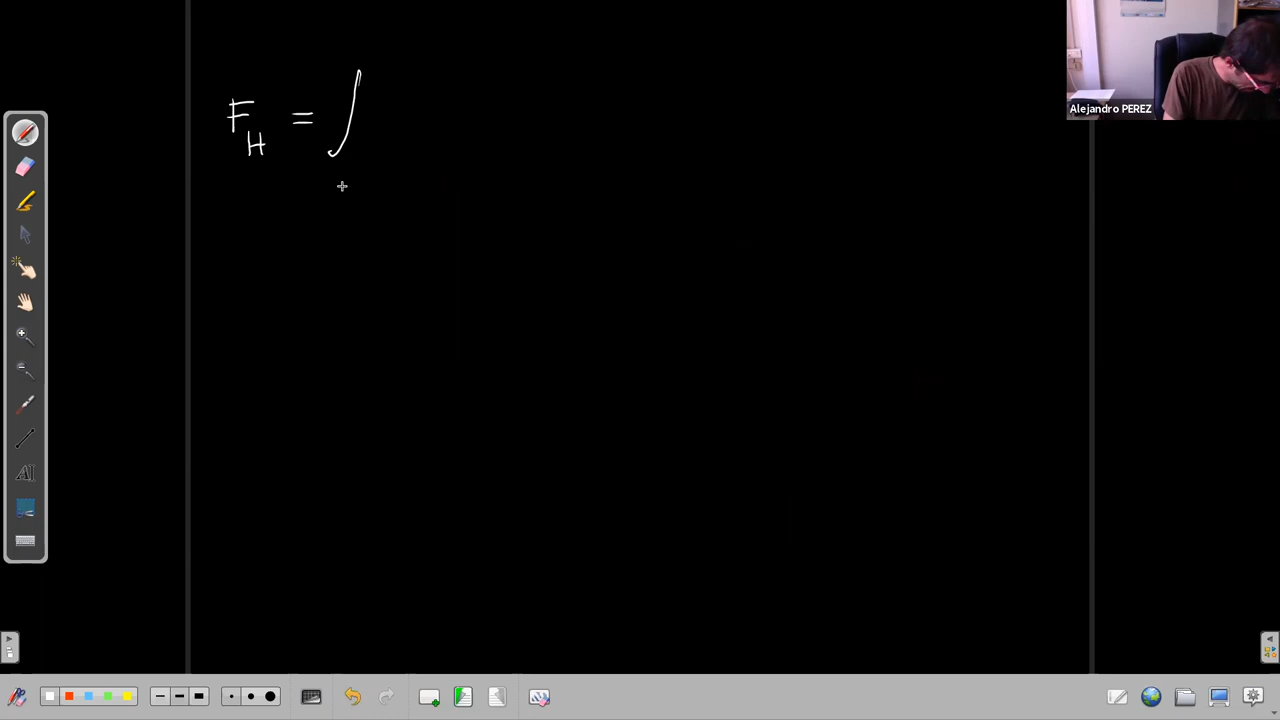 F_H = ∫
Alejandro PEREZ